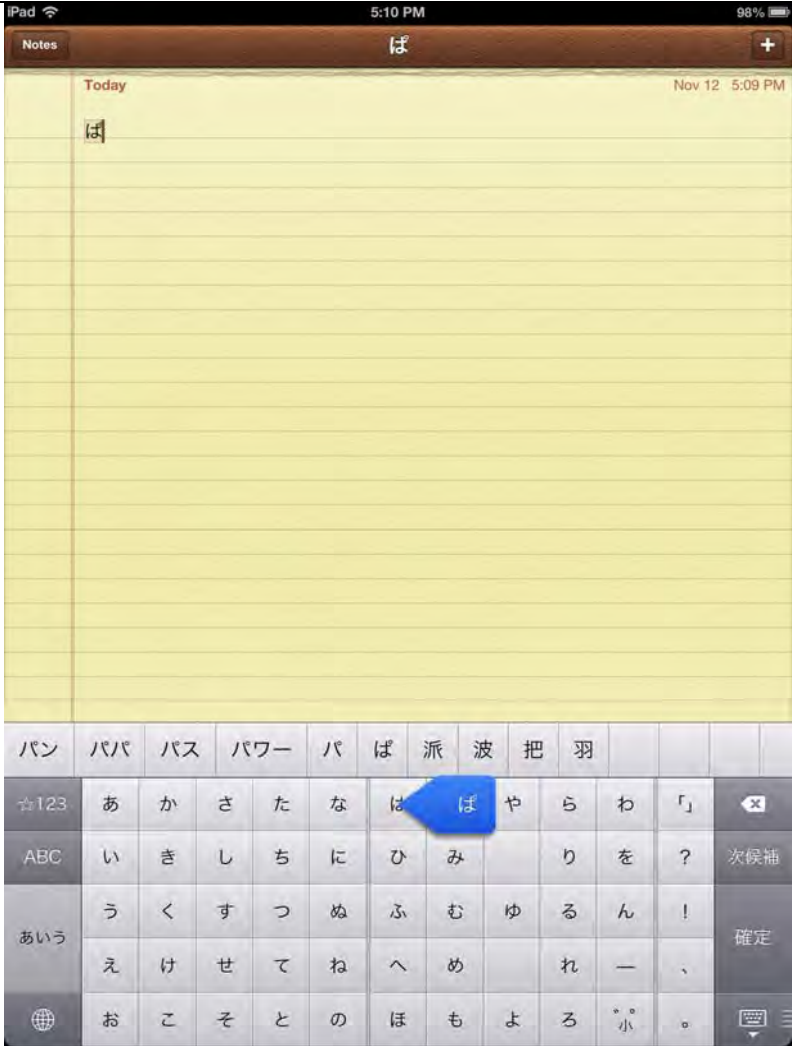 iPad 5:10 PM 98%
Notes ぱ +
Today Nov 12 5:09 PM
ぱ
パン パパ パス パワー パ ぱ 派 波 把 羽
☆123 あ か さ た な は ぱ や ら わ 「」
ABC い き し ち に ひ み り を ? 次候補
あいう う く す つ ぬ ふ む ゆ る ん ! 確定
え け せ て ね へ め れ ー 、
お こ そ と の ほ も よ ろ ゛゜小 。